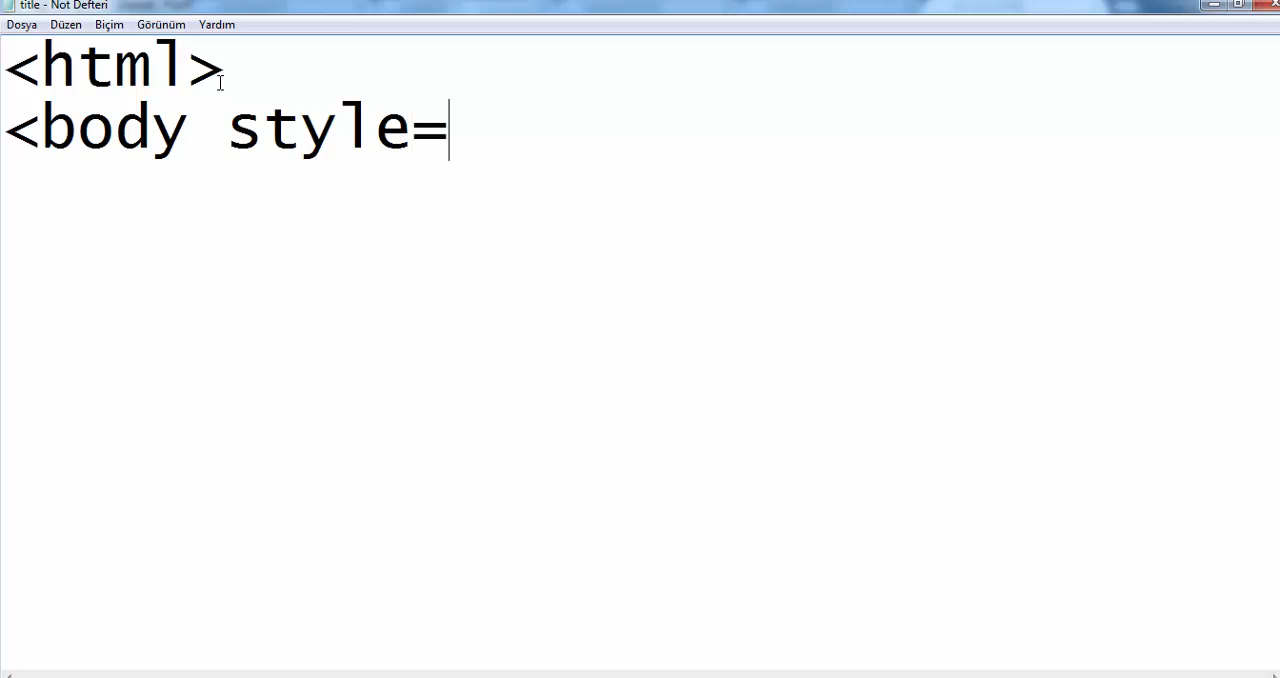 title - Not Defteri
Dosya Düzen Biçim Görünüm Yardım
<html>
<body style=